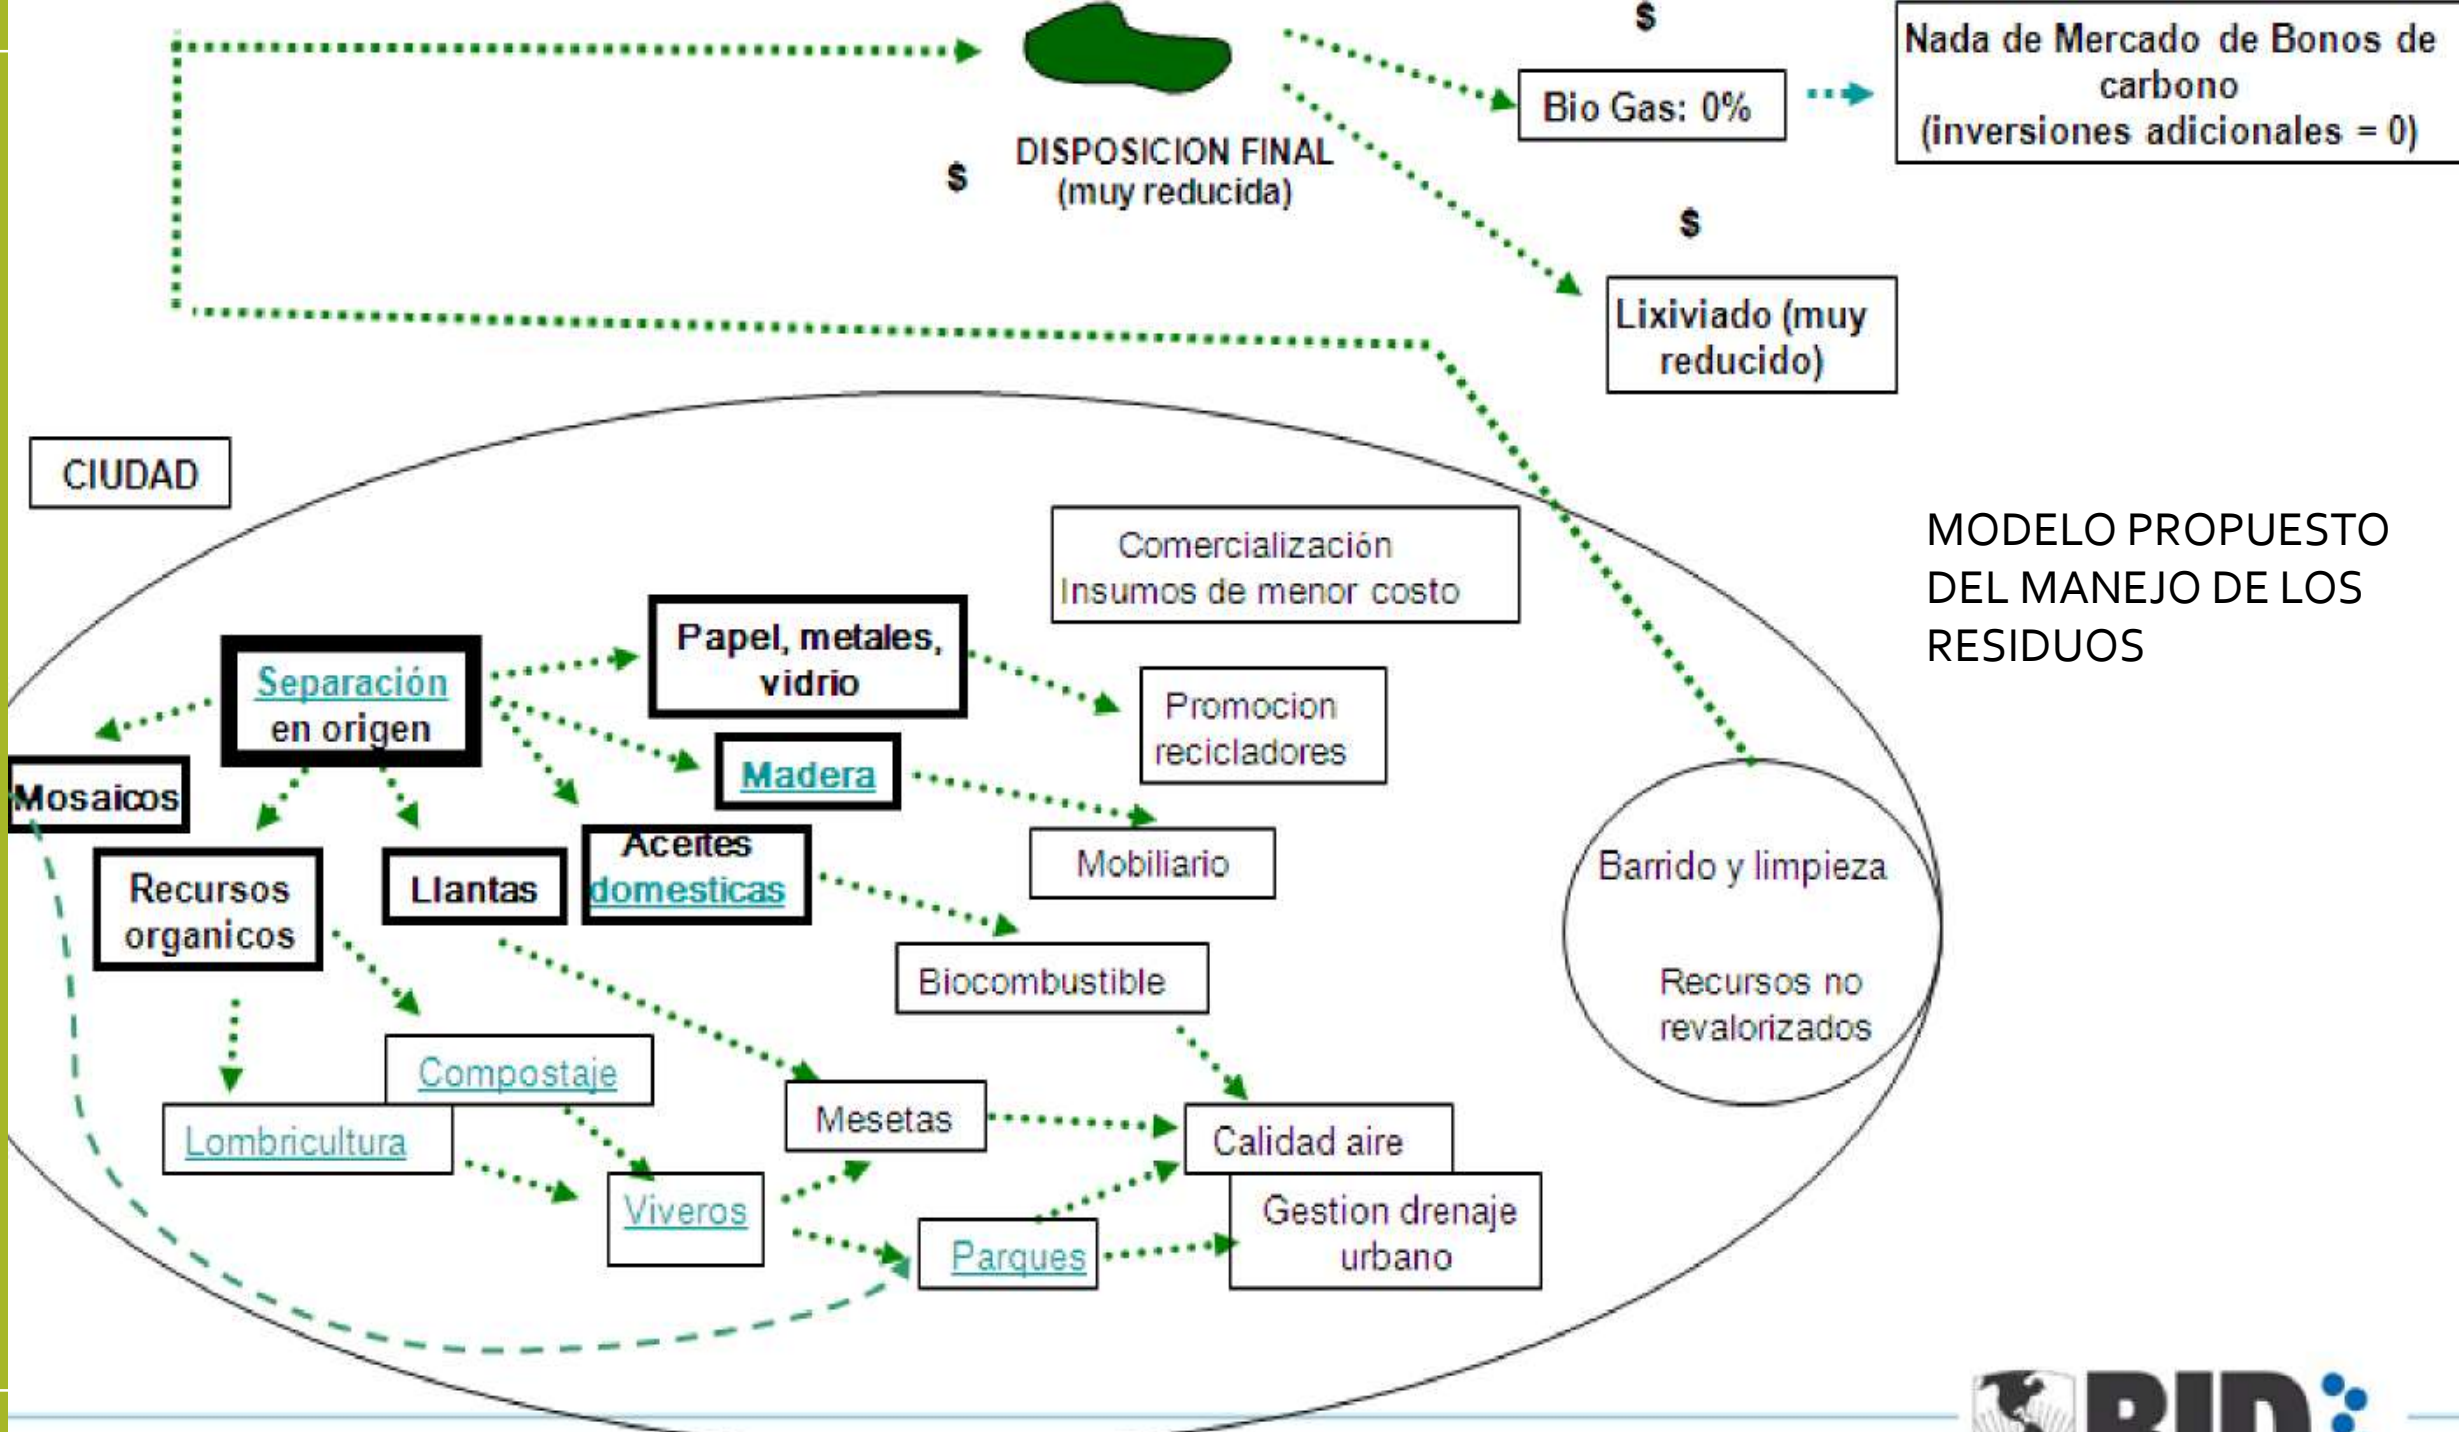 $
Nada de Mercado de Bonos de
carbono
(inversiones adicionales = 0)
Bio Gas: 0%
DISPOSICION FINAL
(muy reducida)
$
$
Lixiviado (muy
reducido)
CIUDAD
MODELO PROPUESTO
DEL MANEJO DE LOS
RESIDUOS
Comercialización
Insumos de menor costo
Papel, metales,
vidrio
Separación
en origen
Promocion
recicladores
Madera
Mosaicos
Mobiliario
Aceites
domesticas
Recursos
organicos
Llantas
Barrido y limpieza
Recursos no
revalorizados
Biocombustible
Compostaje
Lombricultura
Mesetas
Calidad aire
Viveros
Parques
Gestion drenaje
urbano
BID